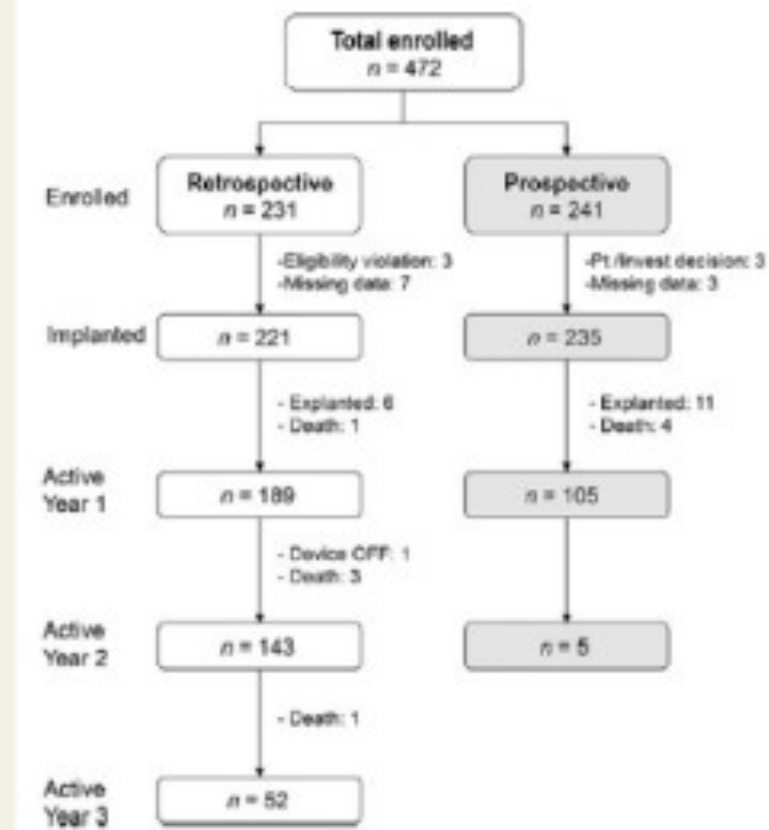 Total enrolled
n = 472
Enrolled
Retrospective
n = 231
Prospective
n = 241
-Eligibility violation: 3
-Missing data: 7
-Pt /Invest decision: 3
-Missing data: 3
Implanted
n = 221
n = 235
- Explanted: 6
- Death: 1
- Explanted: 11
- Death: 4
Active
Year 1
n = 189
n = 105
- Device OFF: 1
- Death: 3
Active
Year 2
n = 143
n = 5
- Death: 1
Active
Year 3
n = 52